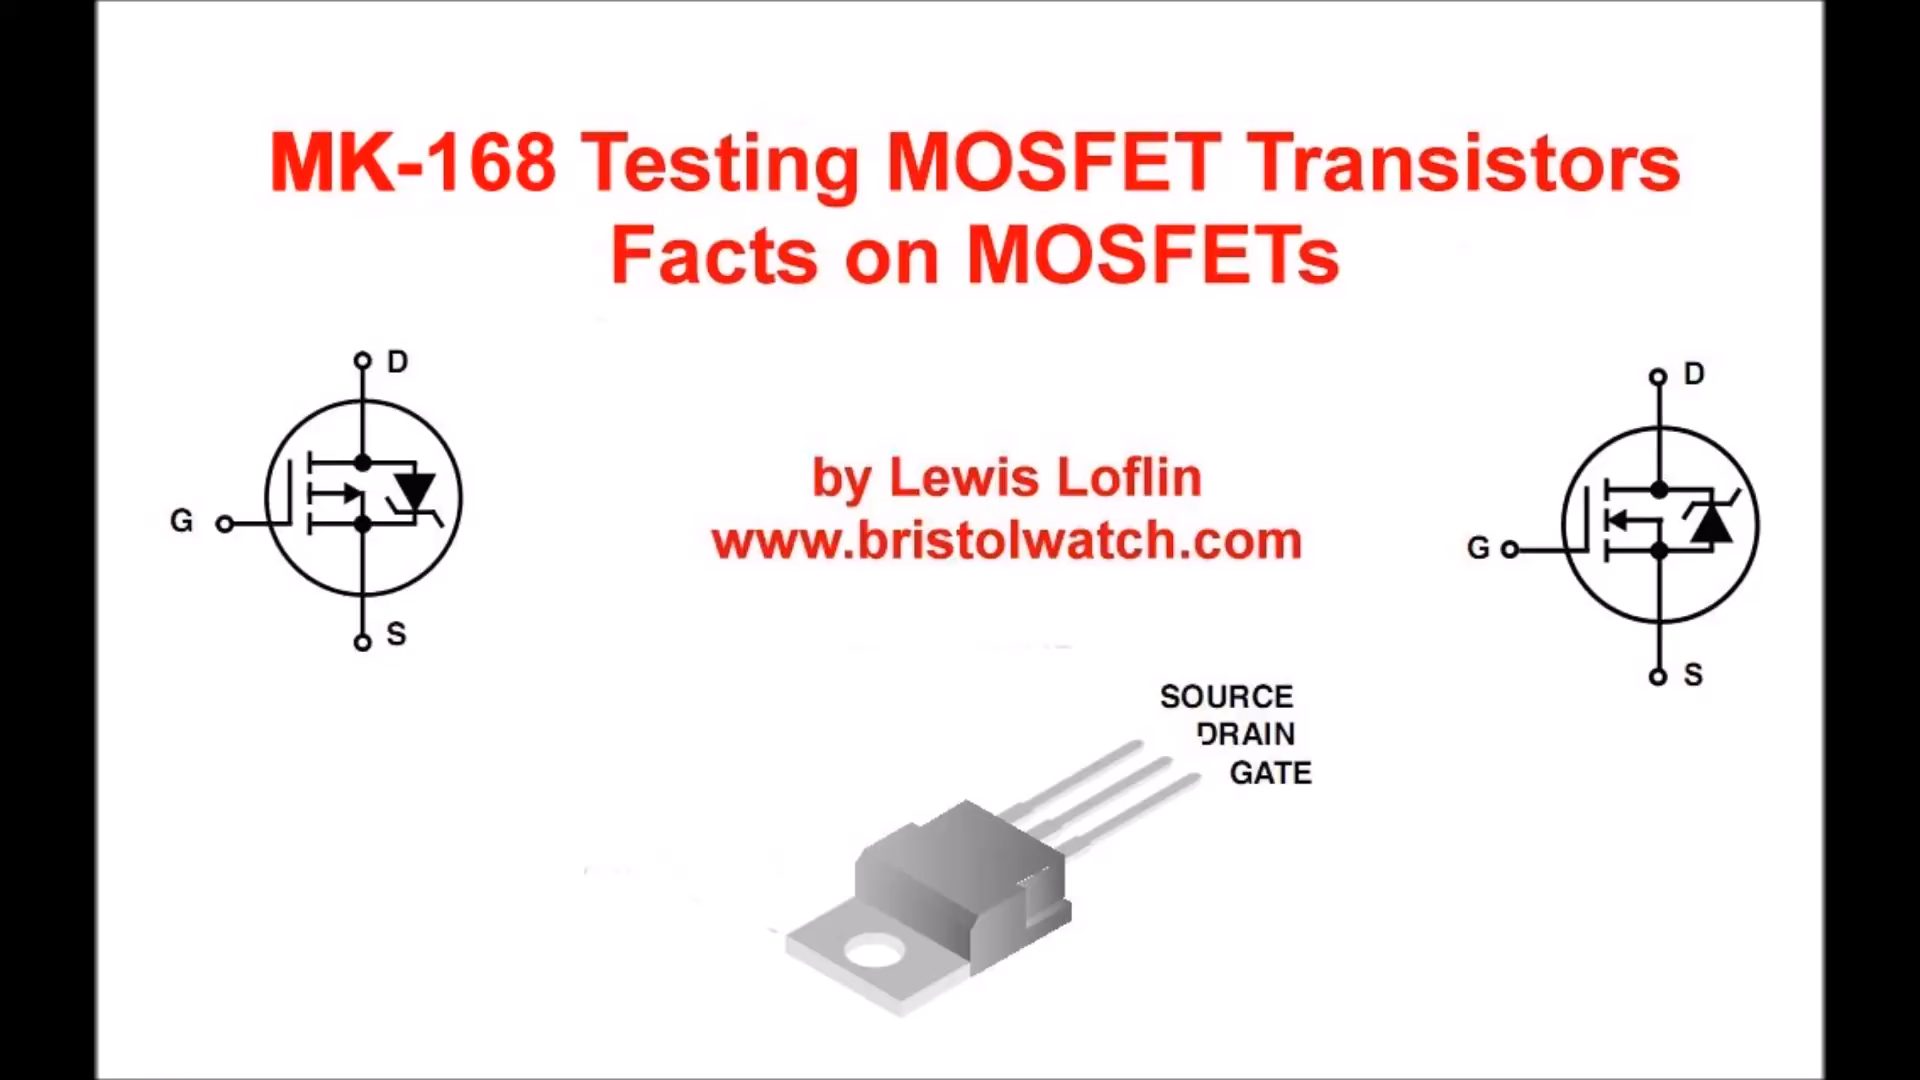 MK-168 Testing MOSFET Transistors
Facts on MOSFETs
D
G
S
by Lewis Loflin
www.bristolwatch.com
D
G
S
SOURCE
DRAIN
GATE